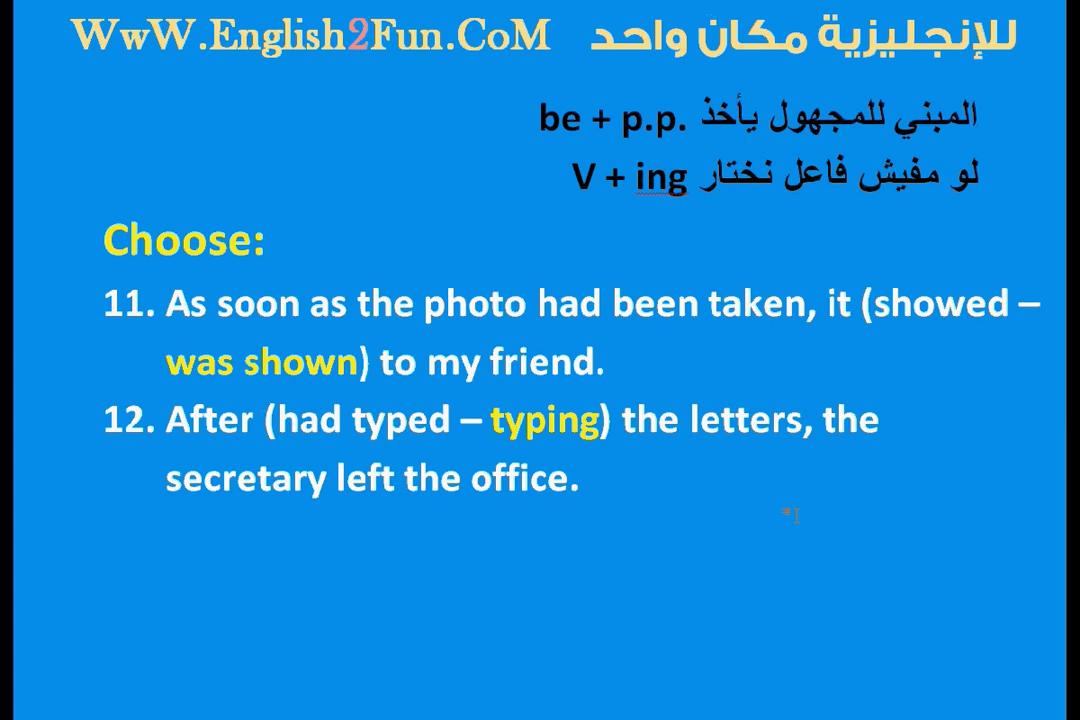 WwW.English2Fun.CoM للإنجليزية مكان واحد
المبني للمجهول يأخذ be + p.p.
لو مفيش فاعل نختار V + ing
Choose:
11. As soon as the photo had been taken, it (showed –
was shown) to my friend.
12. After (had typed – typing) the letters, the
secretary left the office.